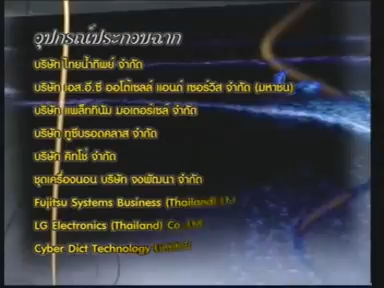 อุปกรณ์ประกอบฉาก
บริษัท ไทยน้ำทิพย์ จำกัด
บริษัท เอส.อี.ซี ออโต้เซลล์ แอนด์ เซอร์วิส จำกัด (มหาชน)
บริษัท แพล็ททินัม มอเตอร์เซล์ จำกัด
บริษัท ทูซีบรอดคลาส จำกัด
บริษัท คิทโช่ จำกัด
ชุดเครื่องนอน บริษัท จงพัฒนา จำกัด
Fujitsu Systems Business (Thailand)
LG Electronics (Thailand) Co.,Ltd
Cyber Dict Technology